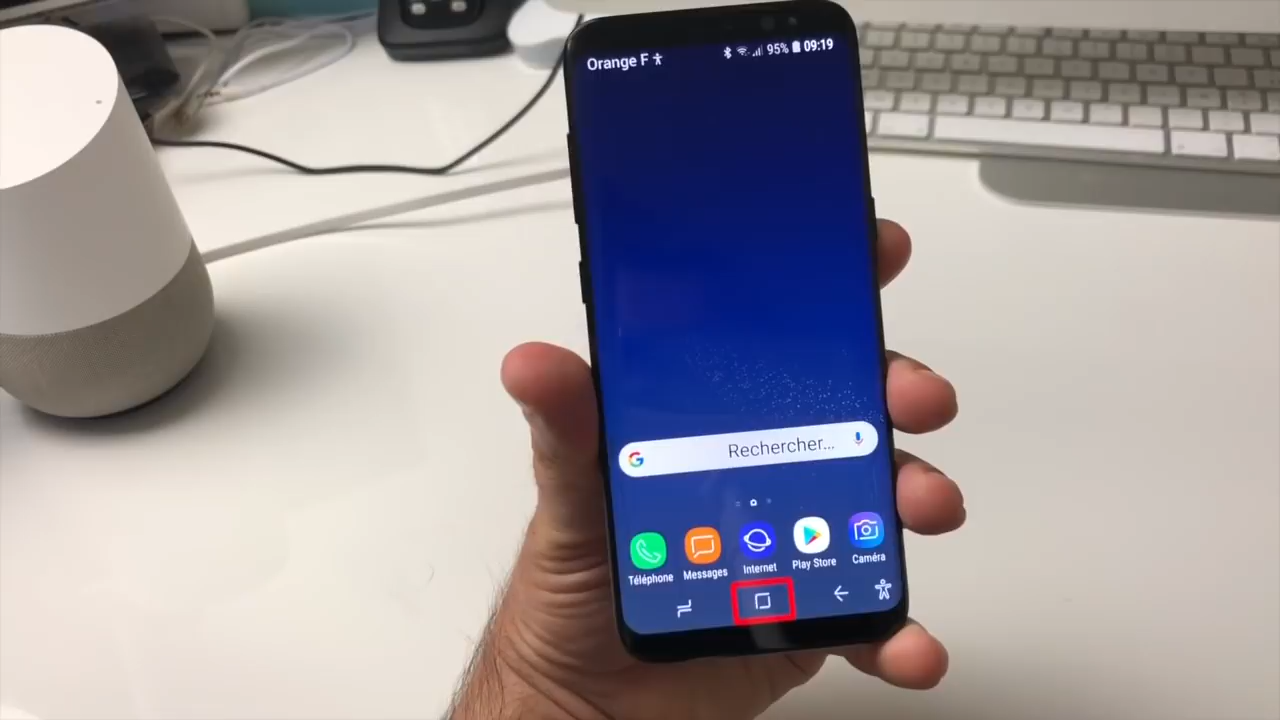 Orange F 95% 09:19
Rechercher...
Téléphone Messages Internet Play Store Caméra